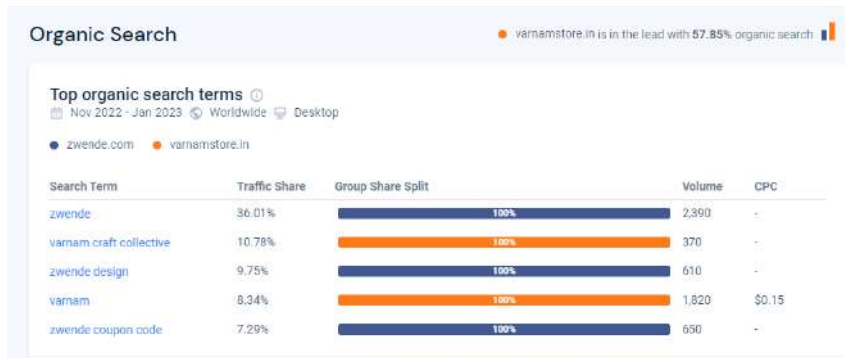 Organic Search
varnamstore.in is in the lead with 57.85% organic search
Top organic search terms
Nov 2022 - Jan 2023 Worldwide Desktop
zwende.com varnamstore.in
Search Term Traffic Share Group Share Split Volume CPC
zwende 36.01% 100% 2,390 -
varnam craft collective 10.78% 100% 370 -
zwende design 9.75% 100% 610 -
varnam 8.34% 100% 1,820 $0.15
zwende coupon code 7.29% 100% 650 -